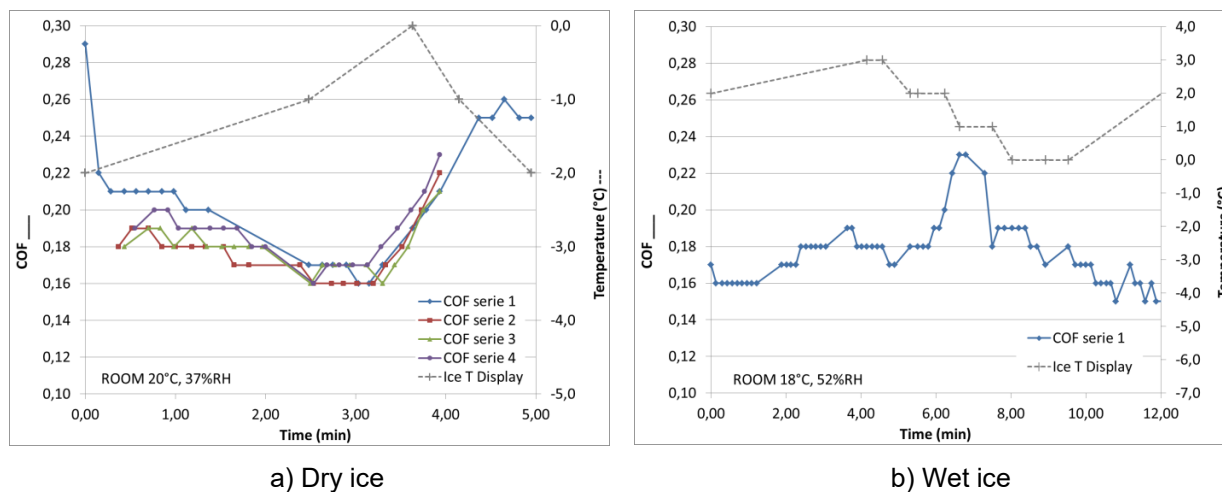 0,30
0,28
0,26
0,24
0,22
0,20
0,18
0,16
0,14
0,12
0,10
COF ____
0,0
-1,0
-2,0
-3,0
-4,0
-5,0
Temperature (°C) ---
COF serie 1
COF serie 2
COF serie 3
COF serie 4
Ice T Display
ROOM 20°C, 37%RH
0,00 1,00 2,00 3,00 4,00 5,00
Time (min)
a) Dry ice
0,30
0,28
0,26
0,24
0,22
0,20
0,18
0,16
0,14
0,12
0,10
COF ____
4,0
3,0
2,0
1,0
0,0
-1,0
-2,0
-3,0
-4,0
-5,0
-6,0
-7,0
Temperature (°C)
COF serie 1
Ice T Display
ROOM 18°C, 52%RH
0,00 2,00 4,00 6,00 8,00 10,00 12,00
Time (min)
b) Wet ice